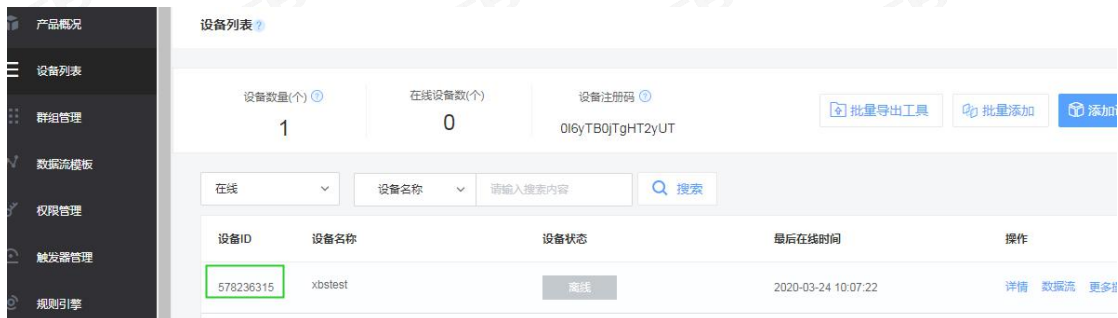 产品概况
设备列表
群组管理
数据流模板
权限管理
触发器管理
规则引擎
设备列表 ?
设备数量(个) ?
1
在线设备数(个)
0
设备注册码 ?
0I6yTB0jTgHT2yUT
批量导出工具
批量添加
添加
在线
设备名称
请输入搜索内容
搜索
设备ID 设备名称 设备状态 最后在线时间 操作
578236315 xbstest 离线 2020-03-24 10:07:22 详情 数据流 更多